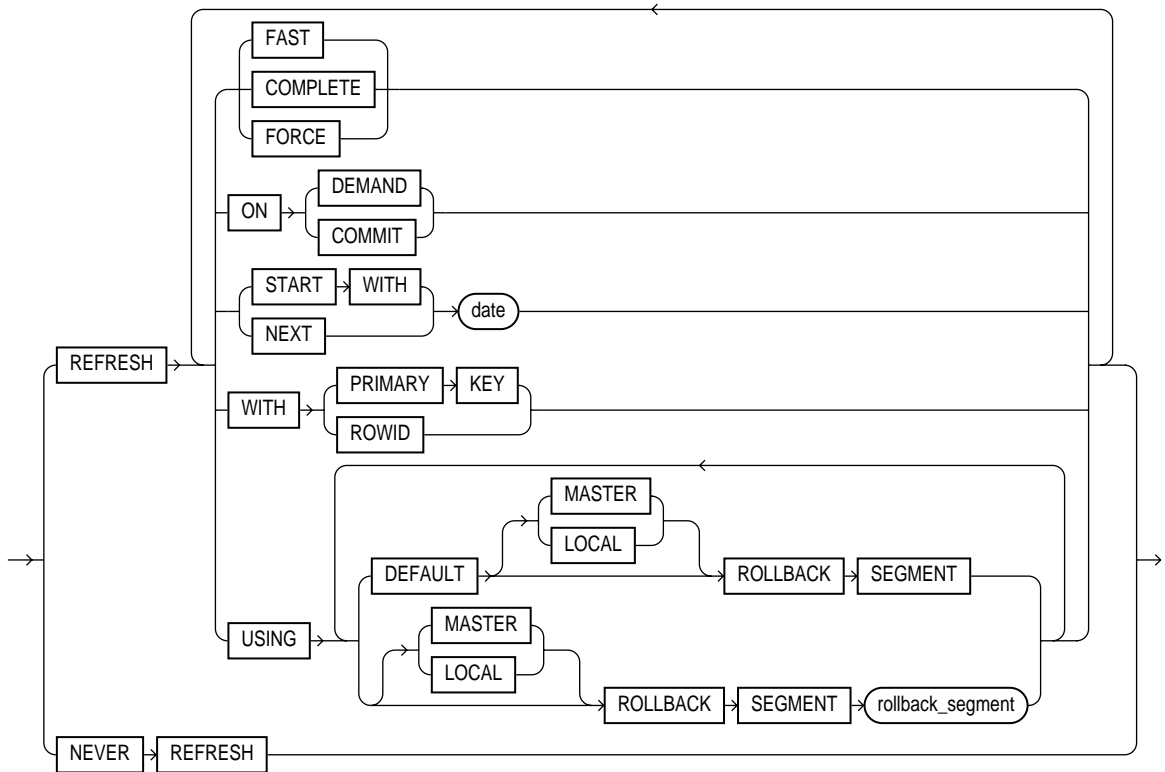 FAST
COMPLETE
FORCE
ON DEMAND
COMMIT
START WITH
NEXT date
REFRESH
WITH PRIMARY KEY
ROWID
MASTER
LOCAL
DEFAULT ROLLBACK SEGMENT
USING
MASTER
LOCAL
ROLLBACK SEGMENT rollback_segment
NEVER REFRESH